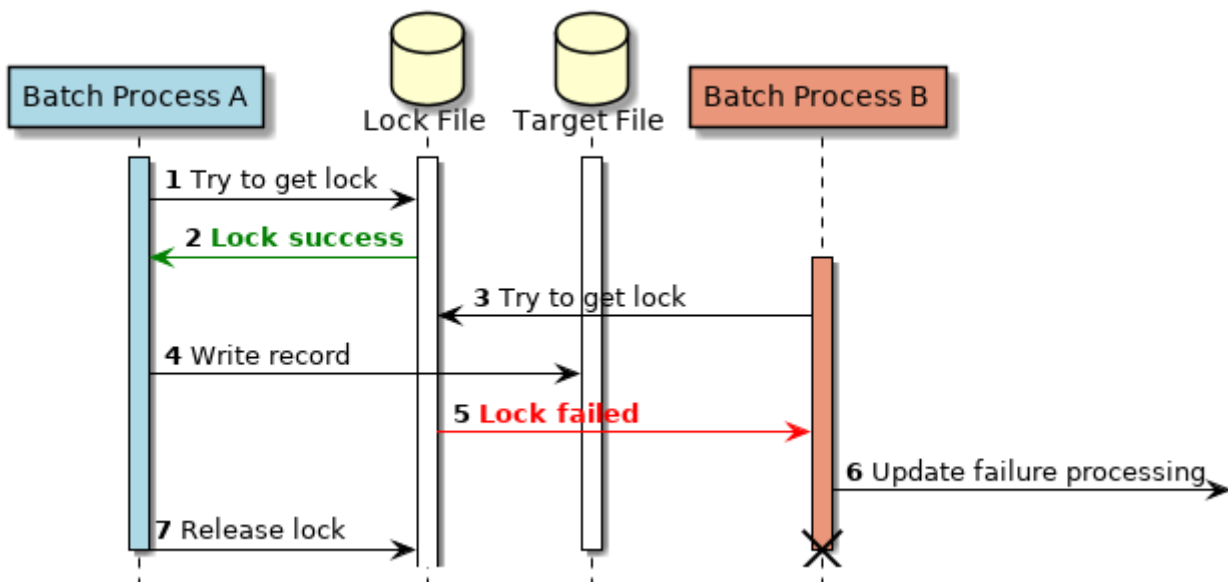 Batch Process A
Lock File
Target File
Batch Process B
1 Try to get lock
2 Lock success
3 Try to get lock
4 Write record
5 Lock failed
6 Update failure processing
7 Release lock